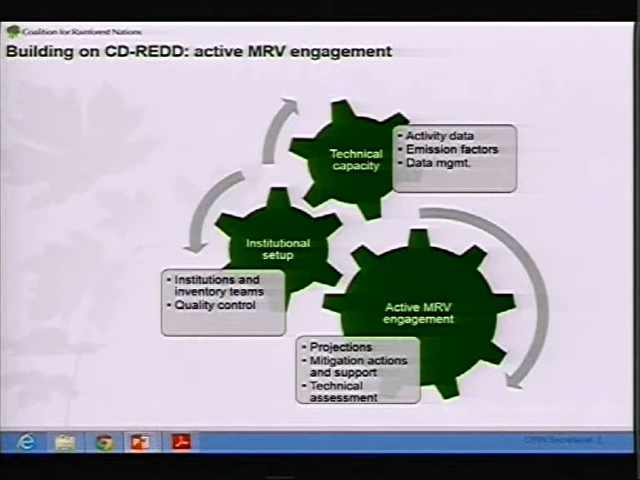 Coalition for Rainforest Nations
Building on CD-REDD: active MRV engagement
Technical
capacity
• Activity data
• Emission factors
• Data mgmt.
Institutional
setup
• Institutions and
inventory teams
• Quality control
Active MRV
engagement
• Projections
• Mitigation actions
and support
• Technical
assessment